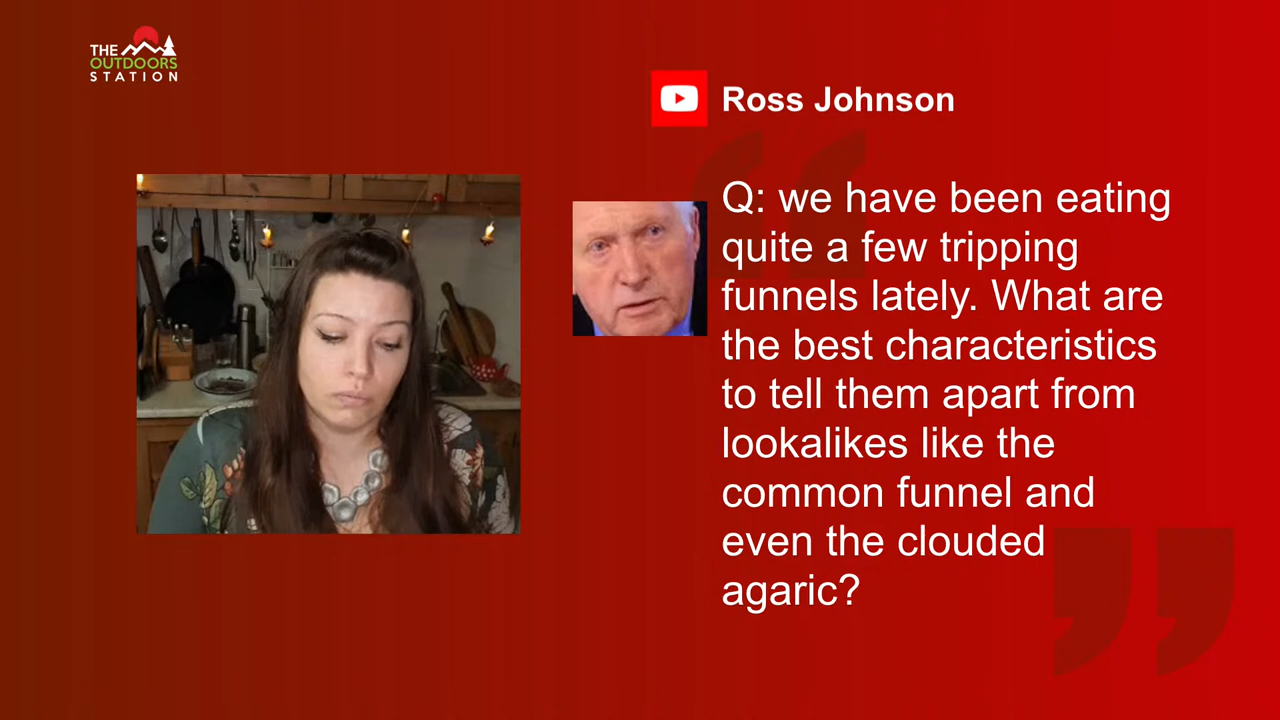 THE
OUTDOORS
STATION
Ross Johnson
Q: we have been eating
quite a few tripping
funnels lately. What are
the best characteristics
to tell them apart from
lookalikes like the
common funnel and
even the clouded
agaric?